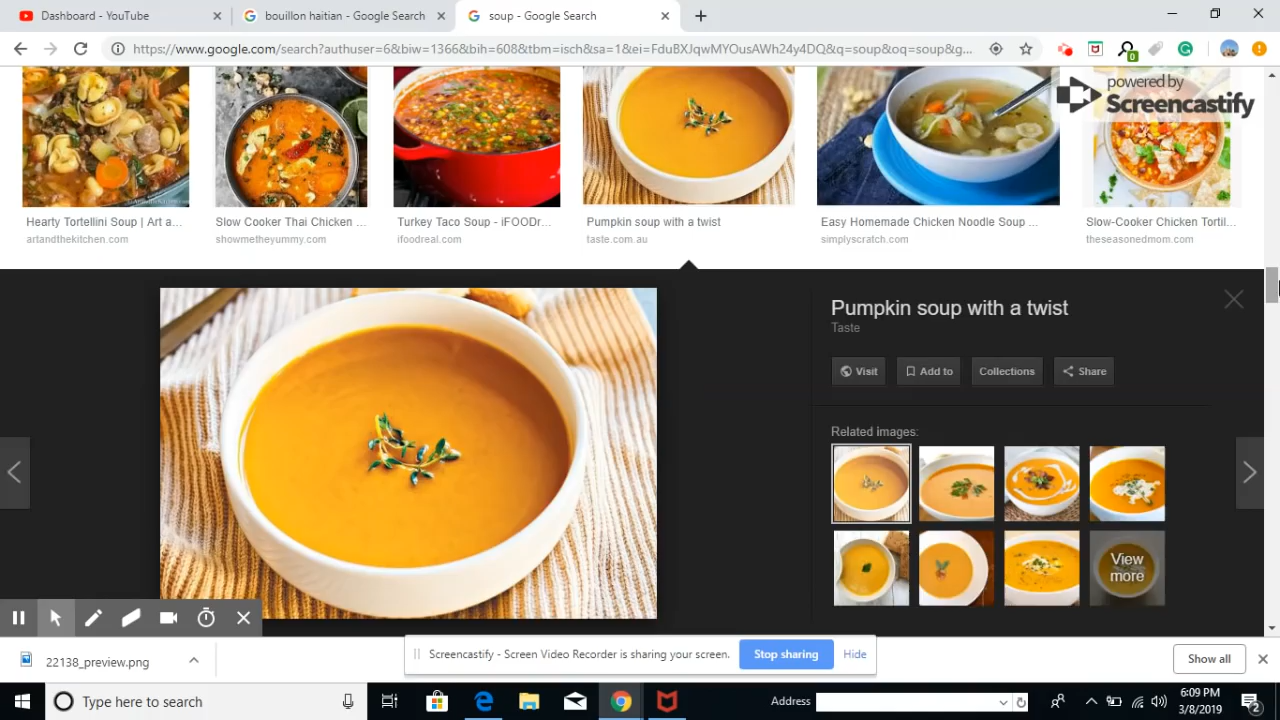 Dashboard - YouTube
bouillon haitian - Google Search
soup - Google Search
https://www.google.com/search?authuser=6&biw=1366&bih=608&tbm=isch&sa=1&ei=FduBXJqwMYOusAWh24y4DQ&q=soup&oq=soup&g...
0
powered by
Screencastify
Hearty Tortellini Soup | Art a...
artandthekitchen.com
Slow Cooker Thai Chicken ...
showmetheyummy.com
Turkey Taco Soup - iFOODr...
ifoodreal.com
Pumpkin soup with a twist
taste.com.au
Easy Homemade Chicken Noodle Soup ...
simplyscratch.com
Slow-Cooker Chicken Tortil...
theseasonedmom.com
Pumpkin soup with a twist
Taste
Visit
Add to
Collections
Share
Related images:
View
more
Screencastify - Screen Video Recorder is sharing your screen.
Stop sharing
Hide
22138_preview.png
Show all
Type here to search
Address
6:09 PM
3/8/2019
2